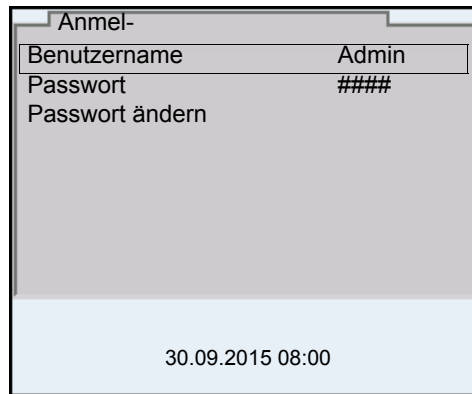 Anmel-
Benutzername Admin
Passwort ####
Passwort ändern
30.09.2015 08:00